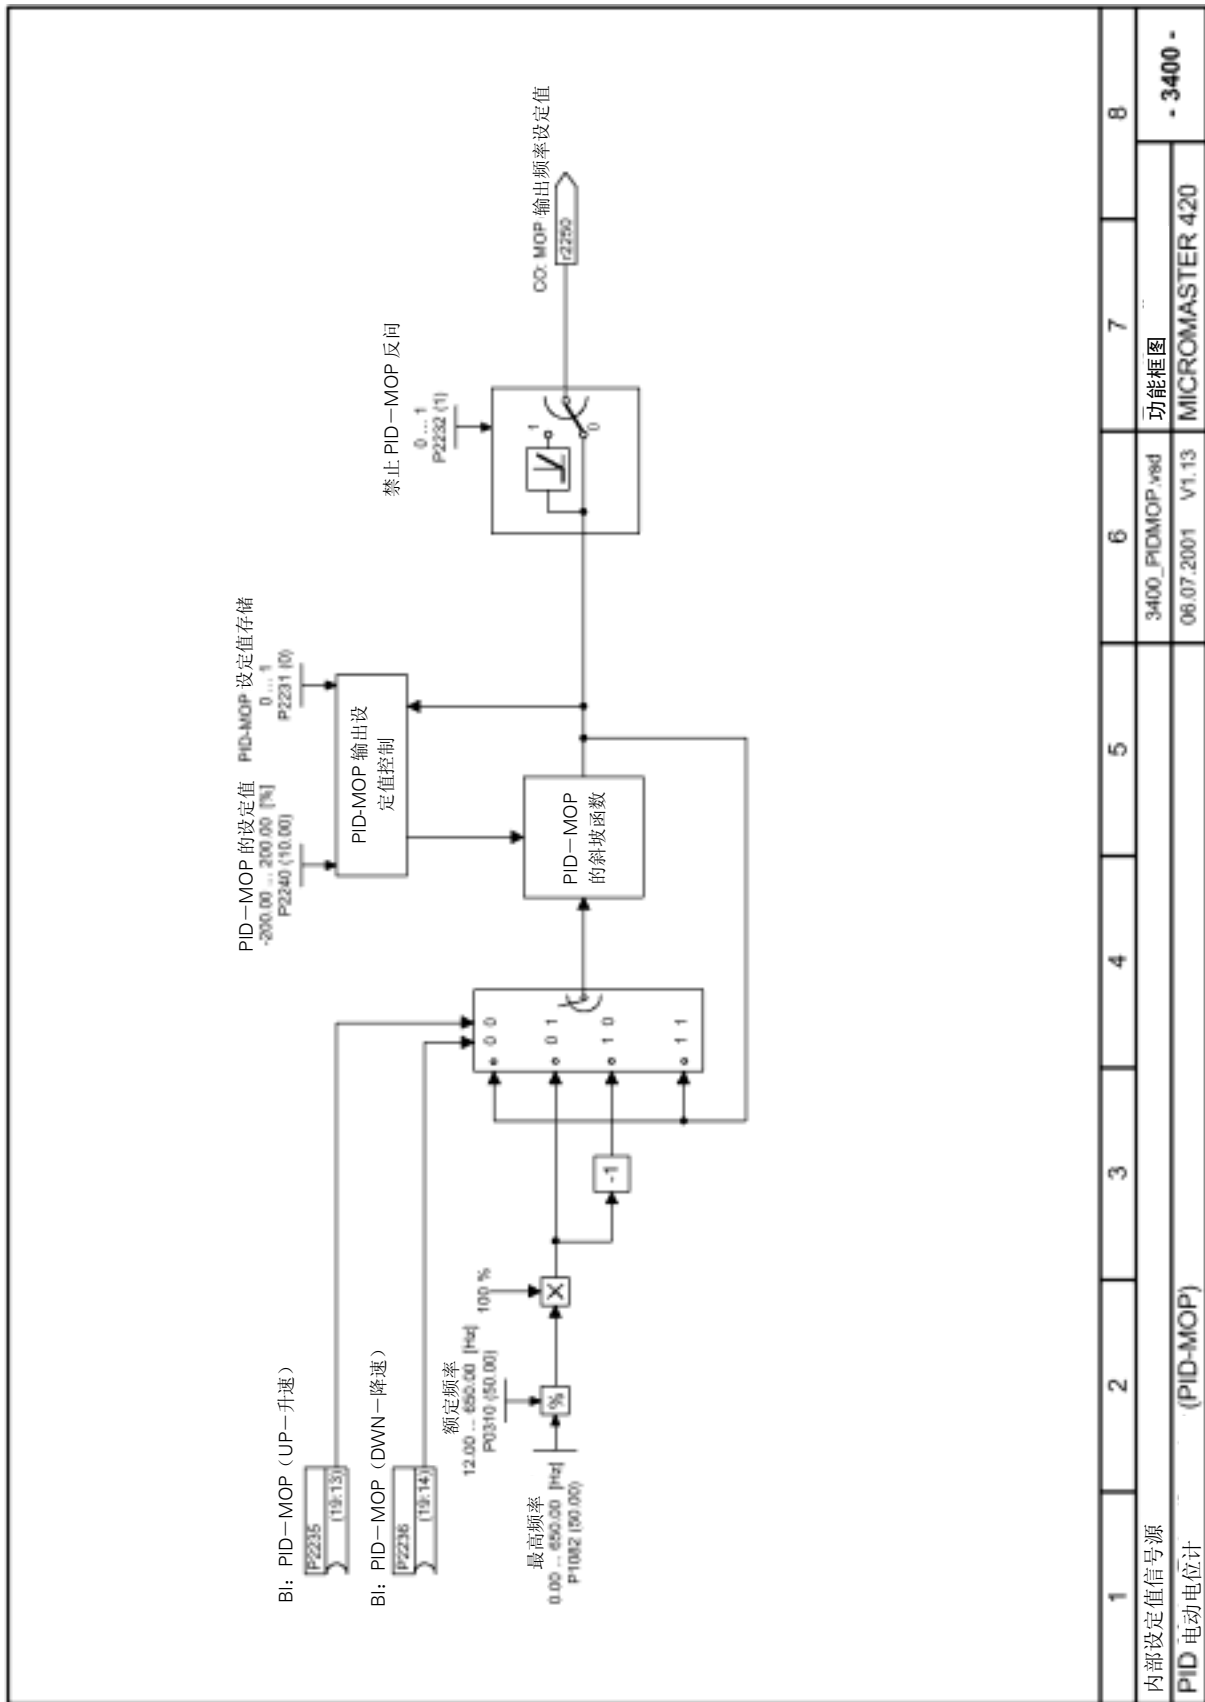 BI: PID－MOP（UP－升速）
P2235
(19:13)
BI: PID－MOP（DWN－降速）
P2236
(19:14)
额定频率
12.00 ... 650.00 [Hz]
P0310 (50.00)
100 %
最高频率
0.00 ... 650.00 [Hz]
P1082 (50.00)
%
X
-1
0 0
0 1
1 0
1 1
PID－MOP 的设定值
-200.00 ... 200.00 [%]
P2240 (10.00)
PID-MOP 设定值存储
0 ... 1
P2231 (0)
PID-MOP 输出设
定值控制
PID－MOP
的斜坡函数
禁止 PID－MOP 反问
0 ... 1
P2232 (1)
1
0
CO: MOP 输出频率设定值
r2250
1 2 3 4 5 6 7 8
内部设定值信号源
3400_PIDMOP.vsd
功能框图
- 3400 -
PID 电动电位计 (PID-MOP)
06.07.2001 V1.13
MICROMASTER 420